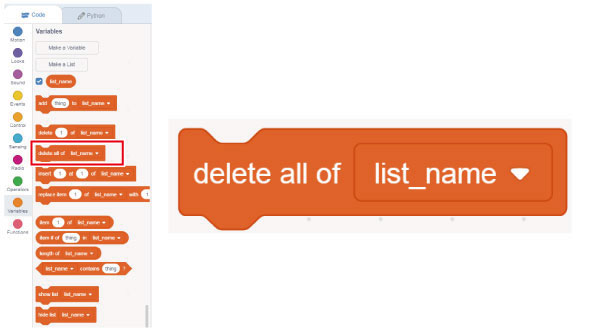 Code Python
Motion
Looks
Sound
Events
Control
Sensing
Radio
Operators
Variables
Functions
Variables
Make a Variable
Make a List
list_name
add thing to list_name
delete 1 of list_name
delete all of list_name
insert 1 at 1 of list_name
replace item 1 of list_name with 1
item 1 of list_name
item # of thing in list_name
length of list_name
list_name contains thing ?
show list list_name
hide list list_name
delete all of list_name